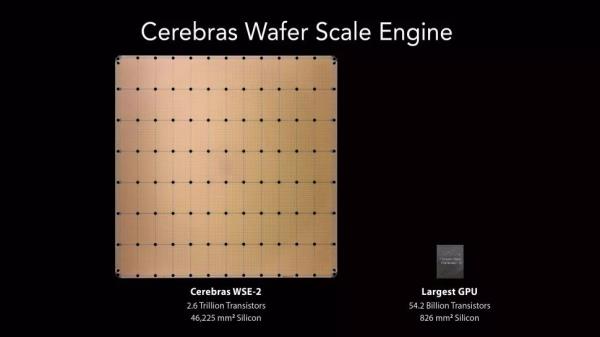 Cerebras Wafer Scale Engine
Cerebras WSE-2
2.6 Trillion Transistors
46,225 mm² Silicon
Largest GPU
54.2 Billion Transistors
826 mm² Silicon